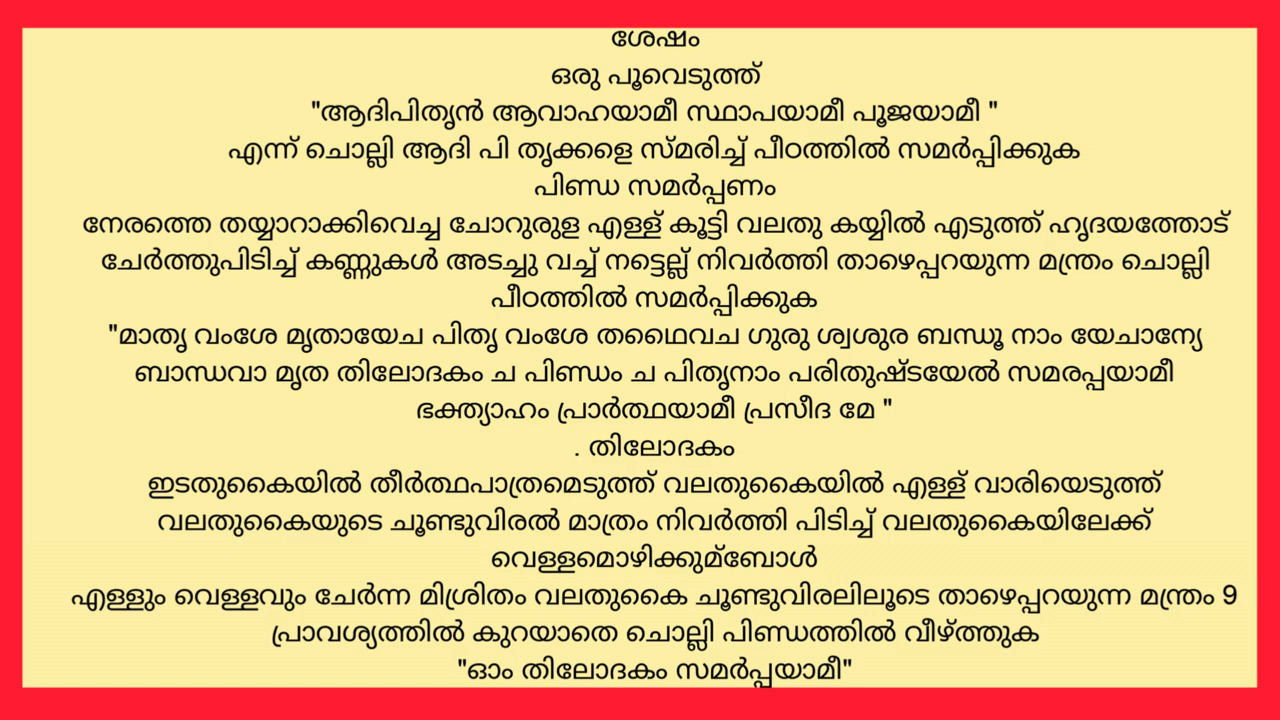 ശേഷം
ഒരു പൂവെടുത്ത്
"ആദിപിതൃൻ ആവാഹയാമീ സ്ഥാപയാമീ പൂജയാമീ "
എന്ന് ചൊല്ലി ആദി പി തൃക്കളെ സ്മരിച്ച് പീഠത്തിൽ സമർപ്പിക്കുക
പിണ്ഡ സമർപ്പണം
നേരത്തെ തയ്യാറാക്കിവെച്ച ചോറുരുള എള്ള് കൂട്ടി വലതു കയ്യിൽ എടുത്ത് ഹൃദയത്തോട്
ചേർത്തുപിടിച്ച് കണ്ണുകൾ അടച്ചു വച്ച് നട്ടെല്ല് നിവർത്തി താഴെപ്പറയുന്ന മന്ത്രം ചൊല്ലി
പീഠത്തിൽ സമർപ്പിക്കുക
"മാതൃ വംശേ മൃതായേച പിതൃ വംശേ തഥൈവച ഗുരു ശ്വശുര ബന്ധൂ നാം യേചാന്യേ
ബാന്ധവാ മൃത തിലോദകം ച പിണ്ഡം ച പിതൃനാം പരിതുഷ്ടയേൽ സമരപ്പയാമീ
ഭക്ത്യാഹം പ്രാർത്ഥയാമീ പ്രസീദ മേ "
. തിലോദകം
ഇടതുകൈയിൽ തീർത്ഥപാത്രമെടുത്ത് വലതുകൈയിൽ എള്ള് വാരിയെടുത്ത്
വലതുകൈയുടെ ചൂണ്ടുവിരൽ മാത്രം നിവർത്തി പിടിച്ച് വലതുകൈയിലേക്ക്
വെള്ളമൊഴിക്കുമ്ബോൾ
എള്ളും വെള്ളവും ചേർന്ന മിശ്രിതം വലതുകൈ ചൂണ്ടുവിരലിലൂടെ താഴെപ്പറയുന്ന മന്ത്രം 9
പ്രാവശ്യത്തിൽ കുറയാതെ ചൊല്ലി പിണ്ഡത്തിൽ വീഴ്ത്തുക
"ഓം തിലോദകം സമർപ്പയാമീ"